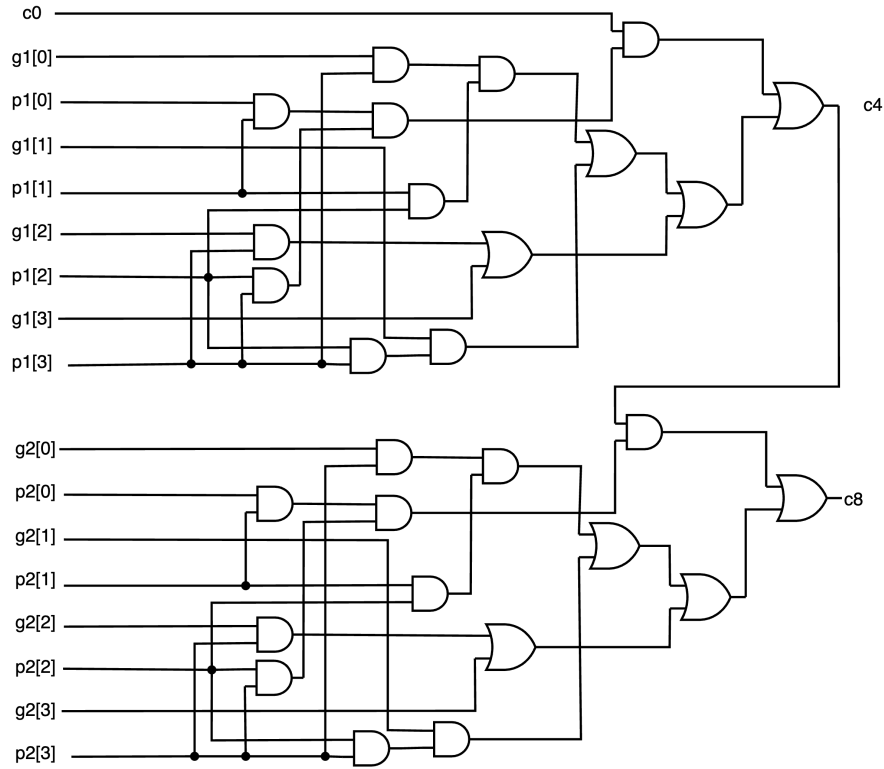 c0
g1[0]
p1[0]
c4
g1[1]
p1[1]
g1[2]
p1[2]
g1[3]
p1[3]
g2[0]
p2[0]
c8
g2[1]
p2[1]
g2[2]
p2[2]
g2[3]
p2[3]